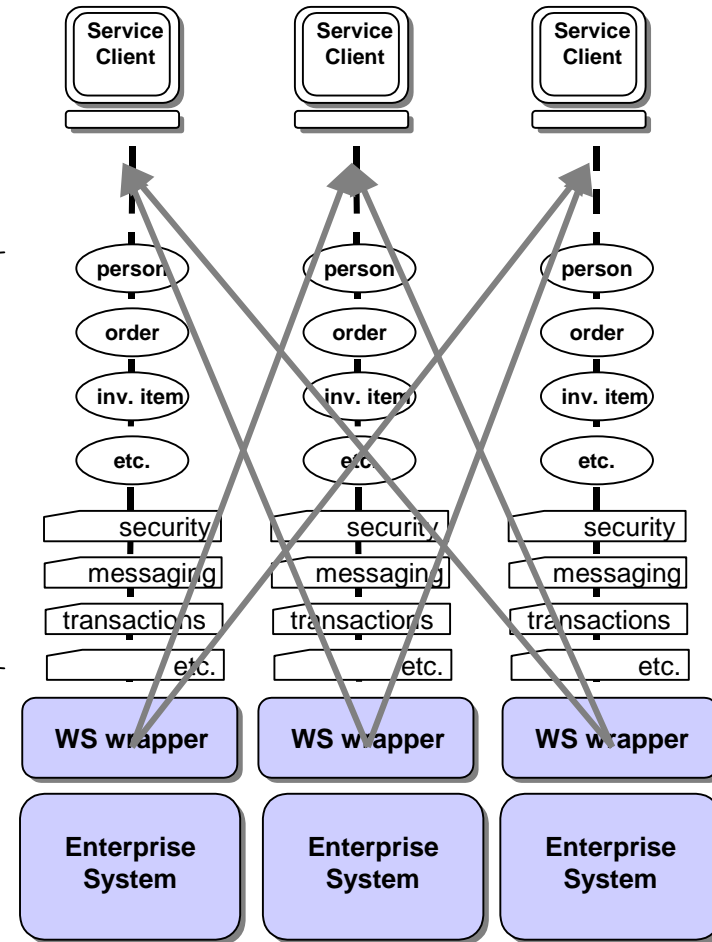 Service
Client
Service
Client
Service
Client
person
person
person
order
order
order
inv. item
inv. item
inv. item
etc.
etc.
etc.
security
security
security
messaging
messaging
messaging
transactions
transactions
transactions
etc.
etc.
etc.
WS wrapper
WS wrapper
WS wrapper
Enterprise
System
Enterprise
System
Enterprise
System